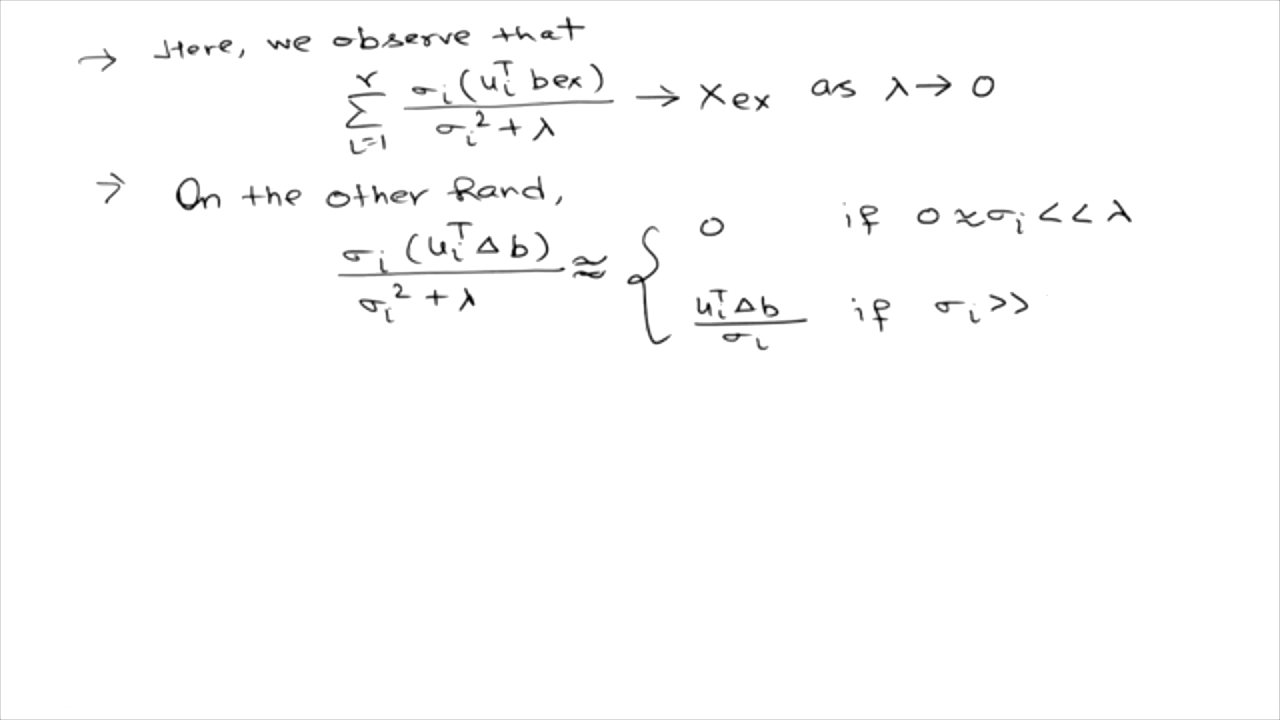 → Here, we observe that
∑_{i=1}^{r} σ_i (u_i^T bex) / (σ_i^2 + λ) → Xex as λ → 0
→ On the other hand,
σ_i (u_i^T Δb) / (σ_i^2 + λ) ≈ { 0 if 0 ≈ σ_i << λ
u_i^T Δb / σ_i if σ_i >>